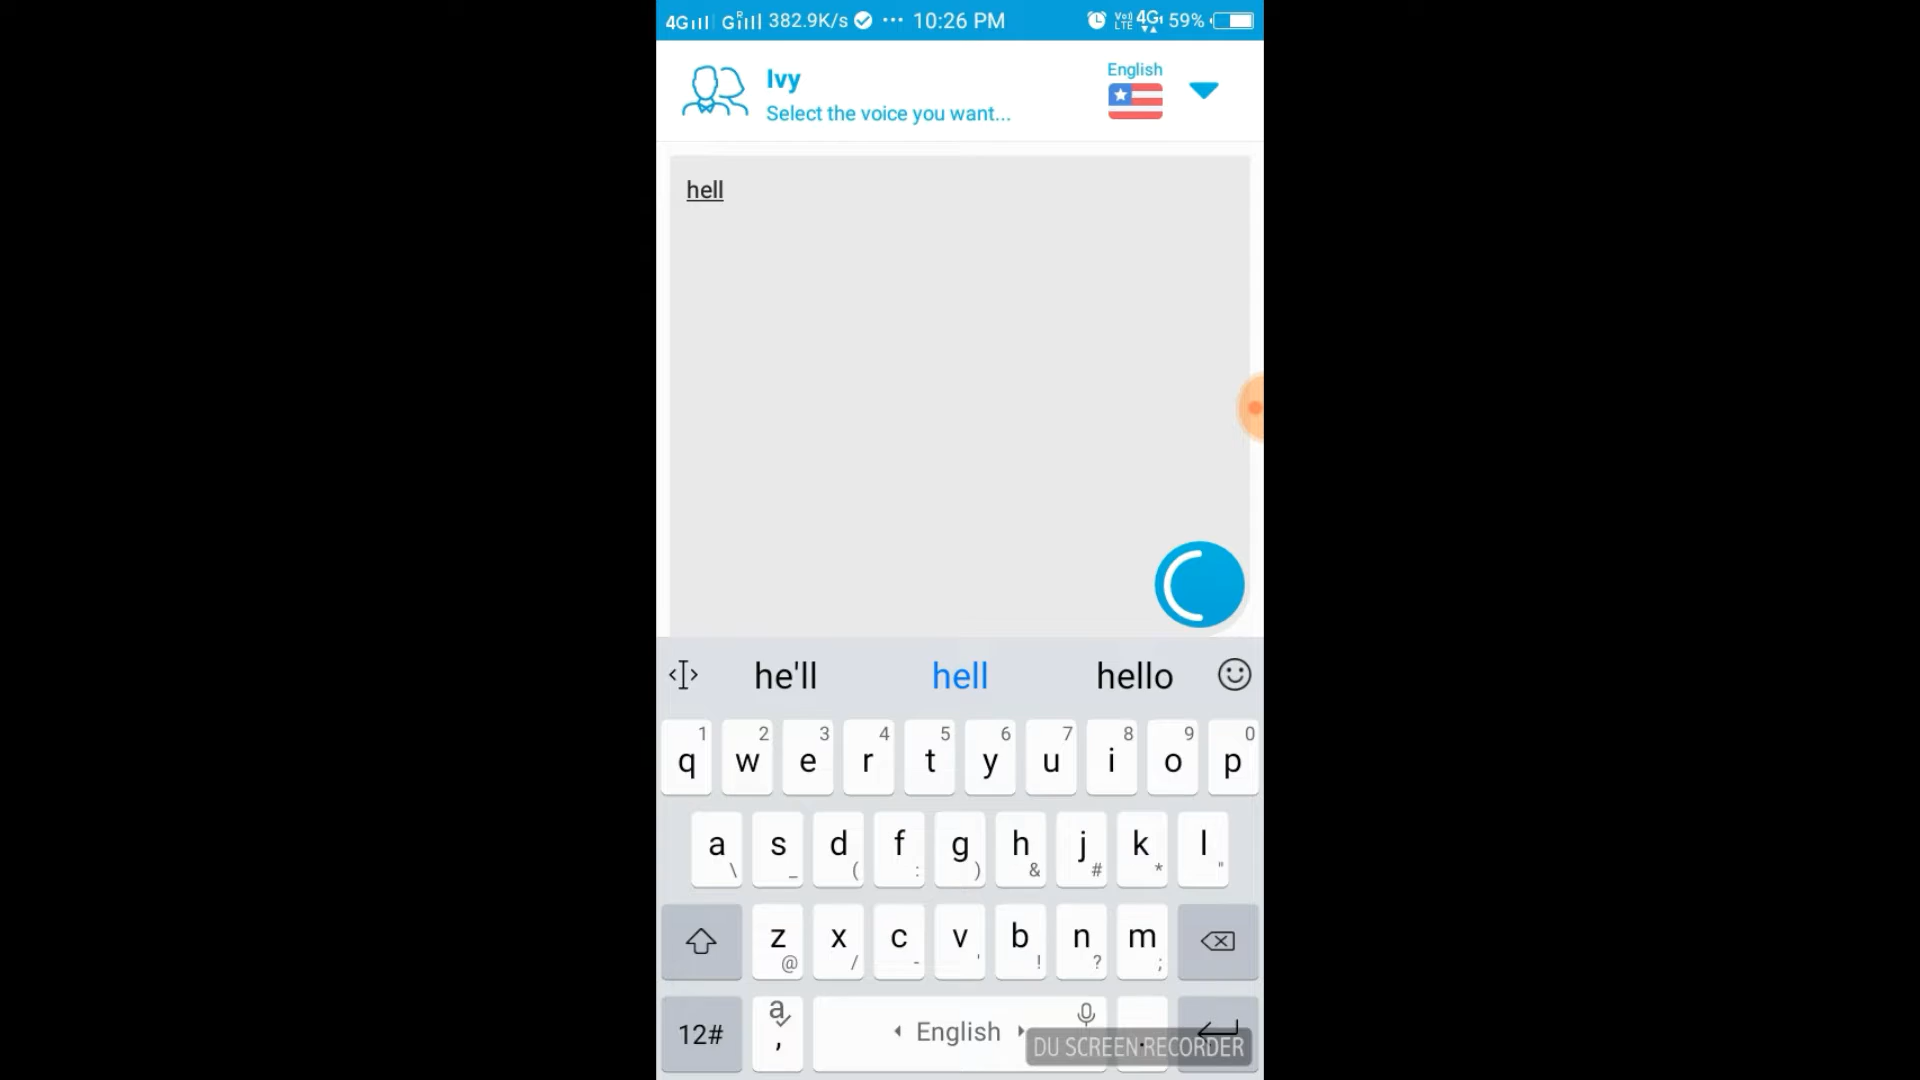 4G G R 382.9K/s ... 10:26 PM VoLTE 4G 59%
Ivy
English
Select the voice you want...
hell
he'll hell hello
1 2 3 4 5 6 7 8 9 0
q w e r t y u i o p
a s d f g h j k l
\ _ ( : ) & # * "
z x c v b n m
@ / - ' ! ? ;
12# a , English .
DU SCREEN RECORDER